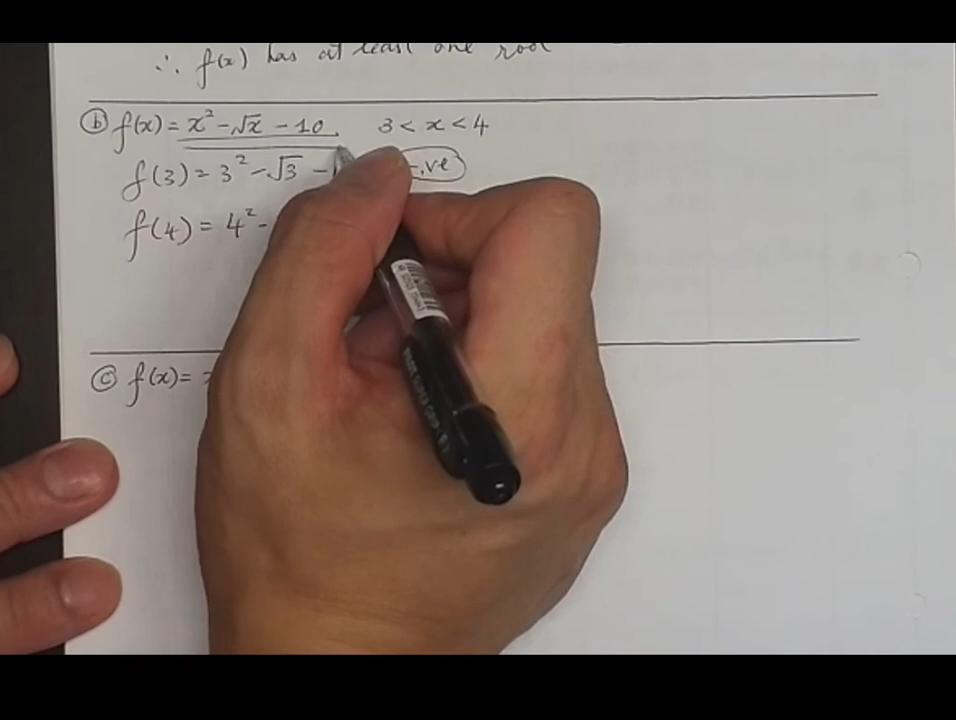 ∴ f(x) has at least one root
ⓑ f(x) = x² - √x - 10 . 3 < x < 4
f(3) = 3² - √3 - -ve
f(4) = 4² -
ⓒ f(x) =